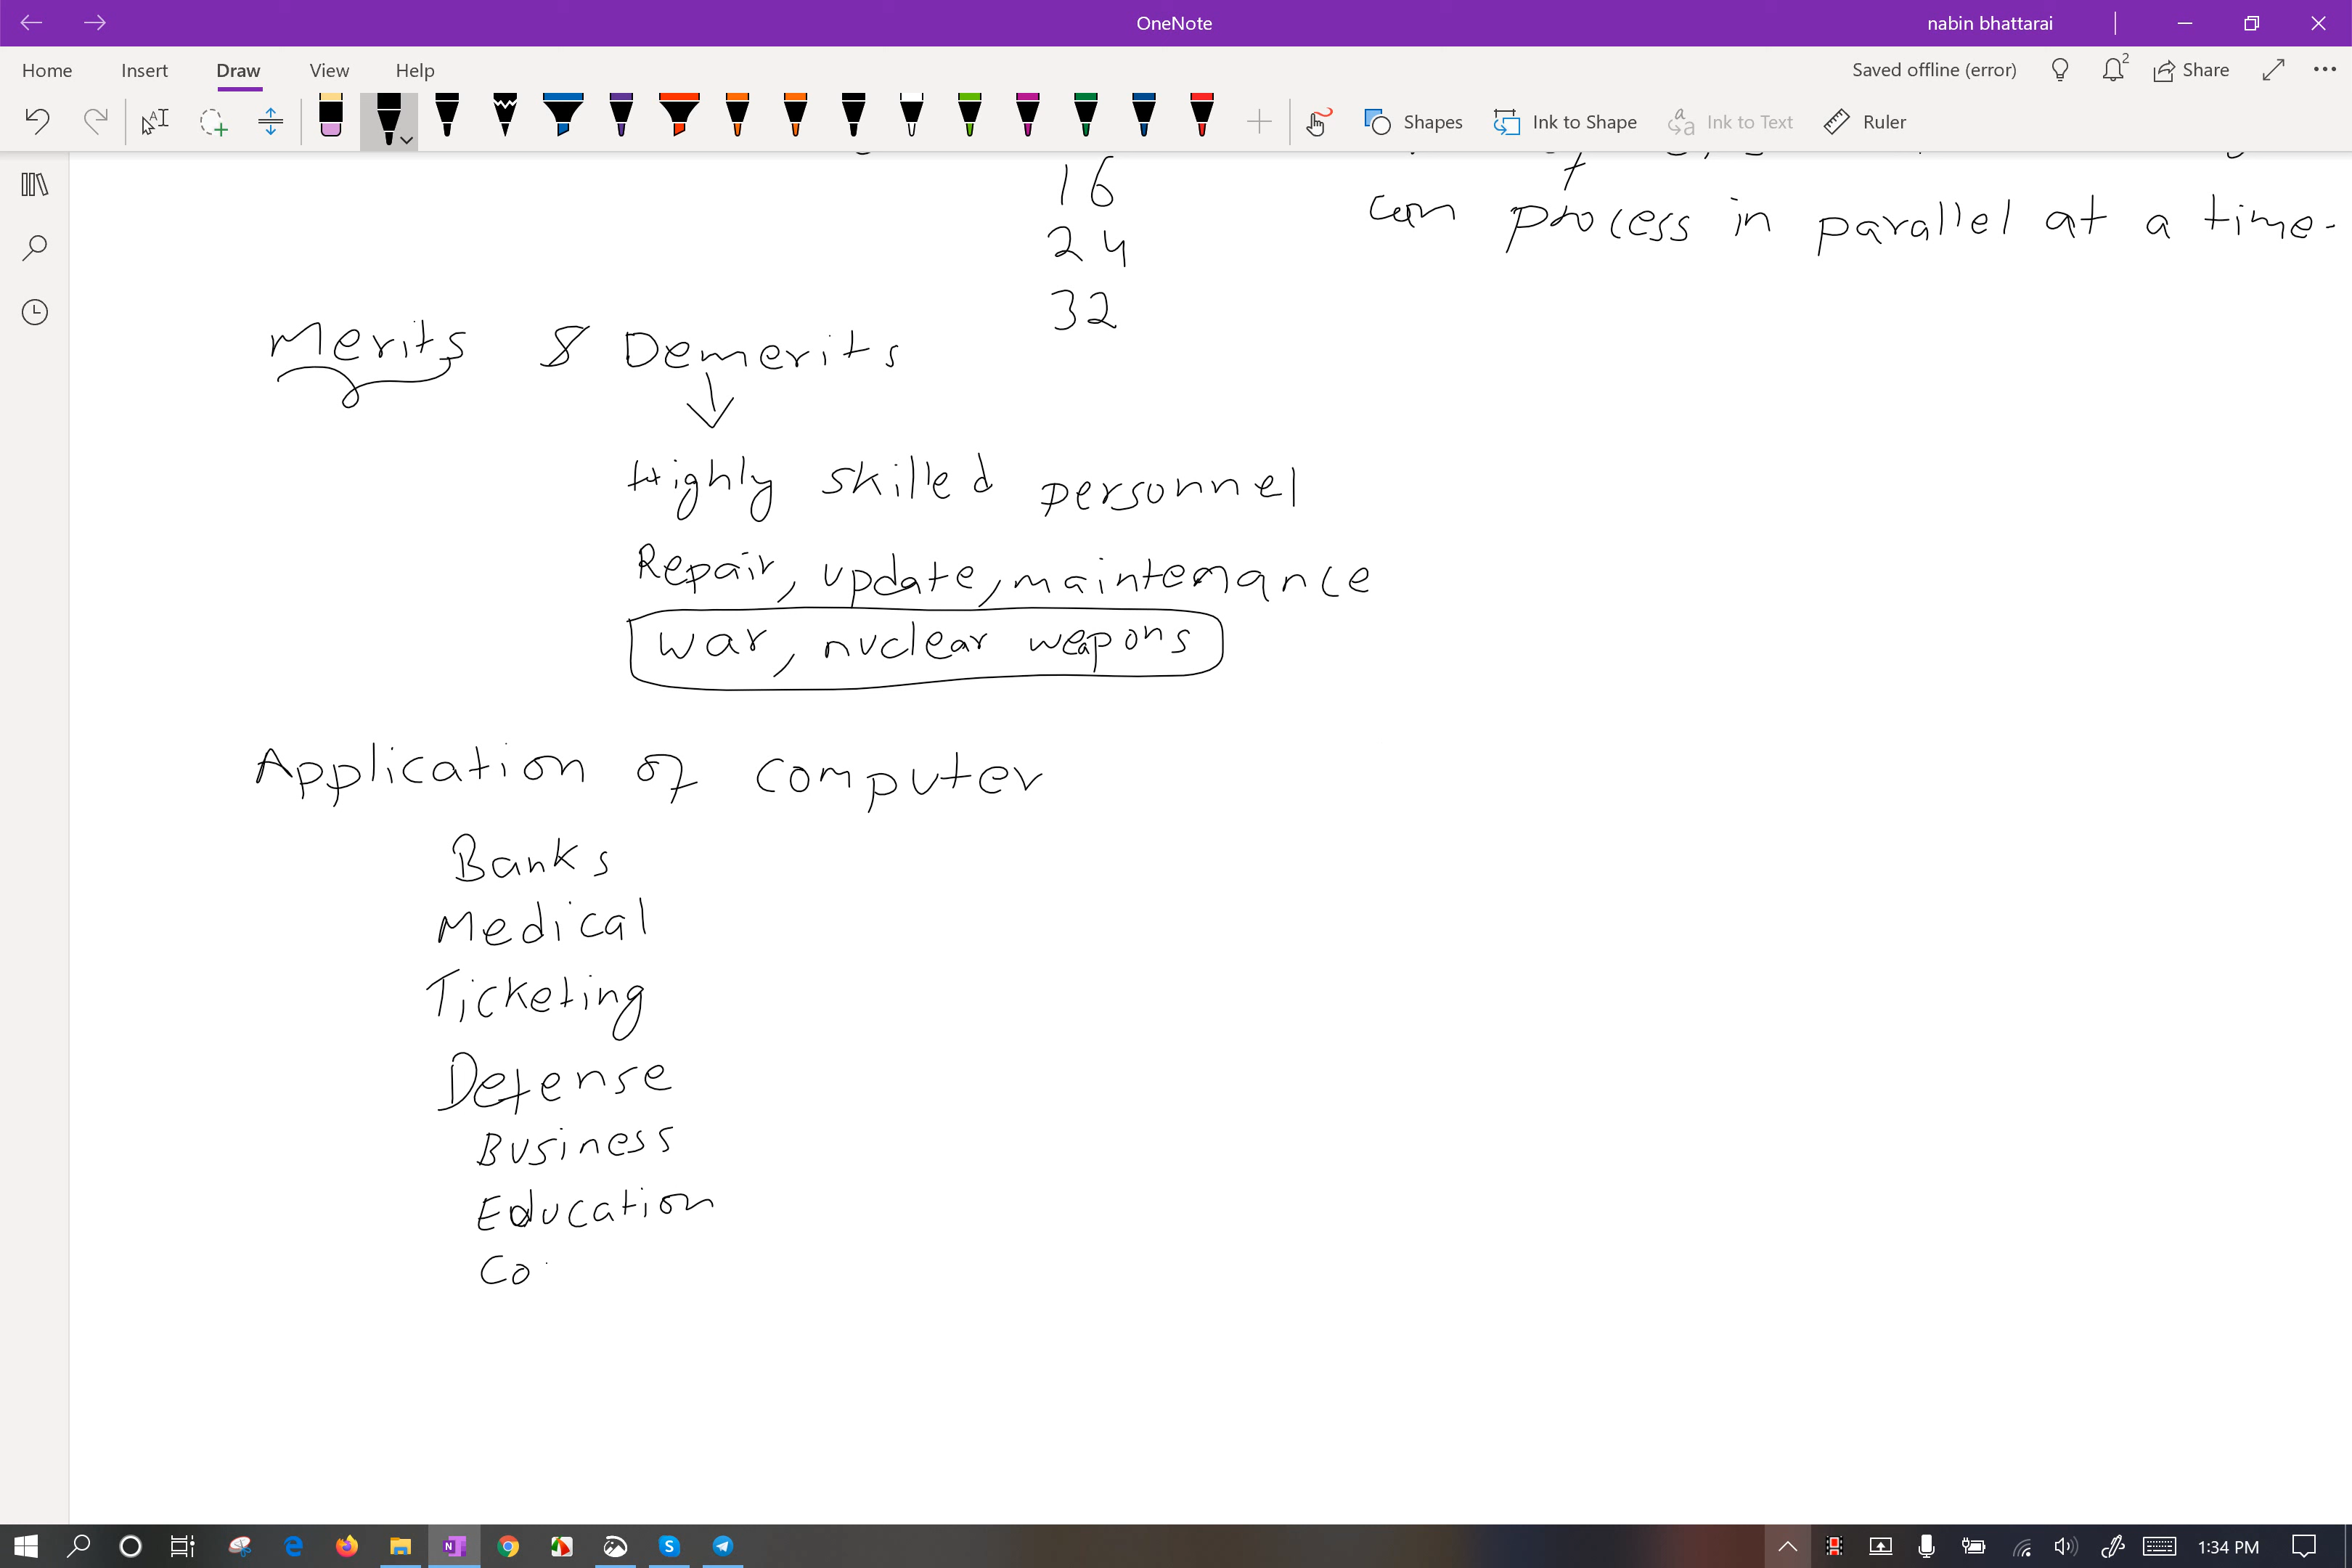 OneNote
nabin bhattarai
Home Insert Draw View Help
Saved offline (error) 2 Share
Shapes Ink to Shape Ink to Text Ruler
16
24
32
can process in parallel at a time.
Merits & Demerits
Highly skilled personnel
Repair, update, maintenance
war, nuclear weapons
Application of computer
Banks
Medical
Ticketing
Defense
Business
Education
Co
1:34 PM